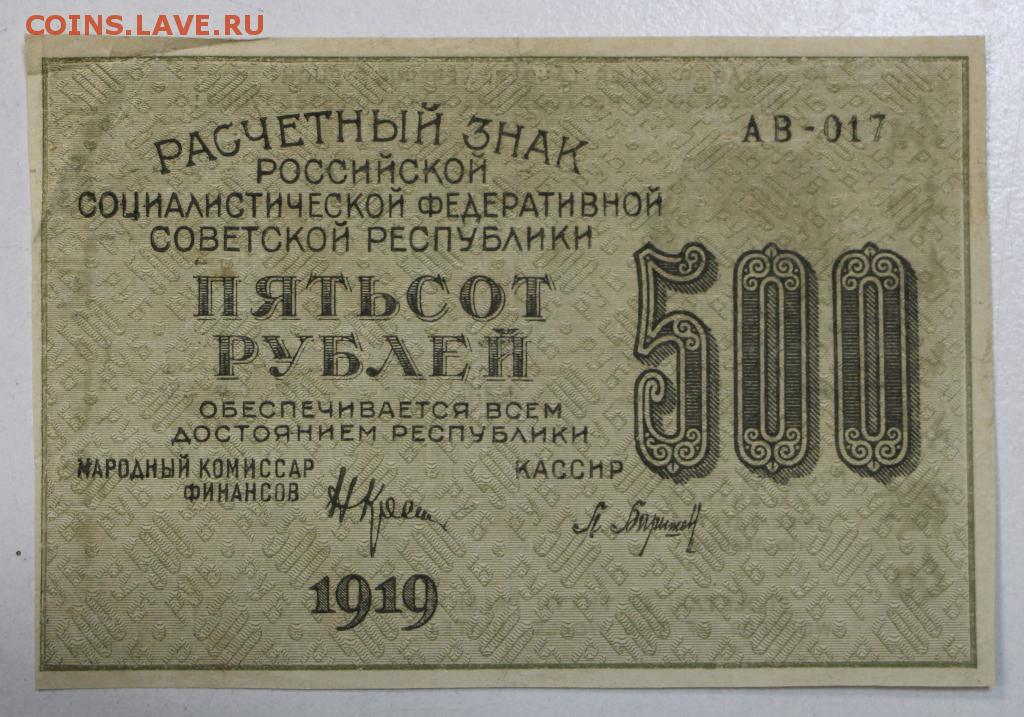 COINS.LAVE.RU
РАСЧЕТНЫЙ ЗНАК
АВ-017
РОССИЙСКОЙ
СОЦИАЛИСТИЧЕСКОЙ ФЕДЕРАТИВНОЙ
СОВЕТСКОЙ РЕСПУБЛИКИ
ПЯТЬСОТ
РУБЛЕЙ
500
ОБЕСПЕЧИВАЕТСЯ ВСЕМ
ДОСТОЯНИЕМ РЕСПУБЛИКИ
НАРОДНЫЙ КОМИССАР
ФИНАНСОВ
КАССИР
1919